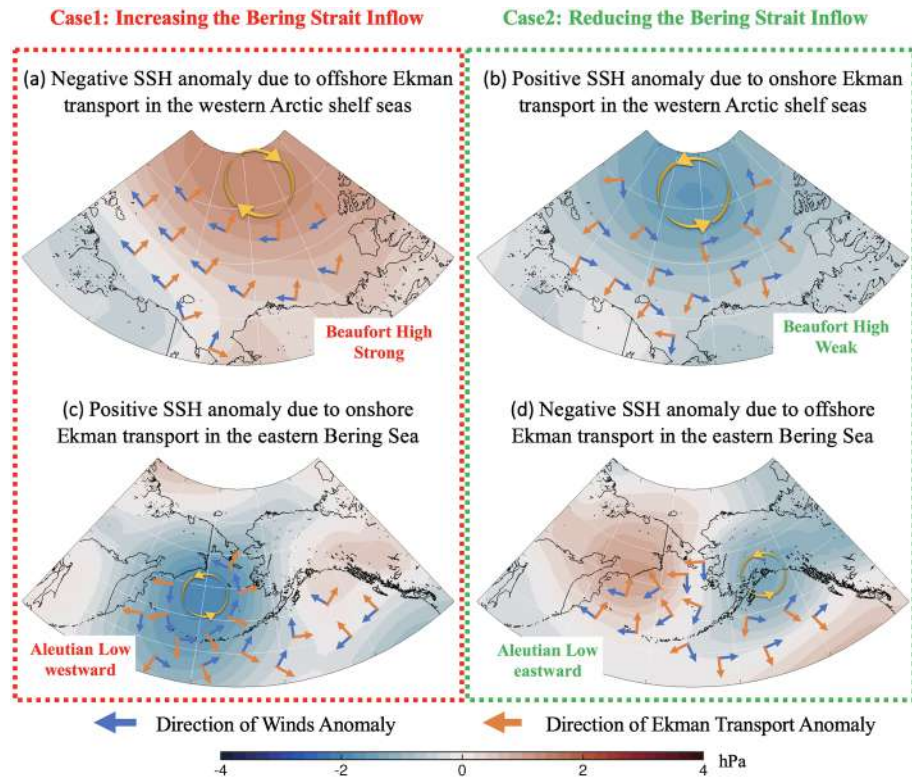 Case1: Increasing the Bering Strait Inflow
Case2: Reducing the Bering Strait Inflow
(a) Negative SSH anomaly due to offshore Ekman
transport in the western Arctic shelf seas
(b) Positive SSH anomaly due to onshore Ekman
transport in the western Arctic shelf seas
Beaufort High
Strong
Beaufort High
Weak
(c) Positive SSH anomaly due to onshore
Ekman transport in the eastern Bering Sea
(d) Negative SSH anomaly due to offshore
Ekman transport in the eastern Bering Sea
Aleutian Low
westward
Aleutian Low
eastward
Direction of Winds Anomaly
Direction of Ekman Transport Anomaly
-4 -2 0 2 4 hPa